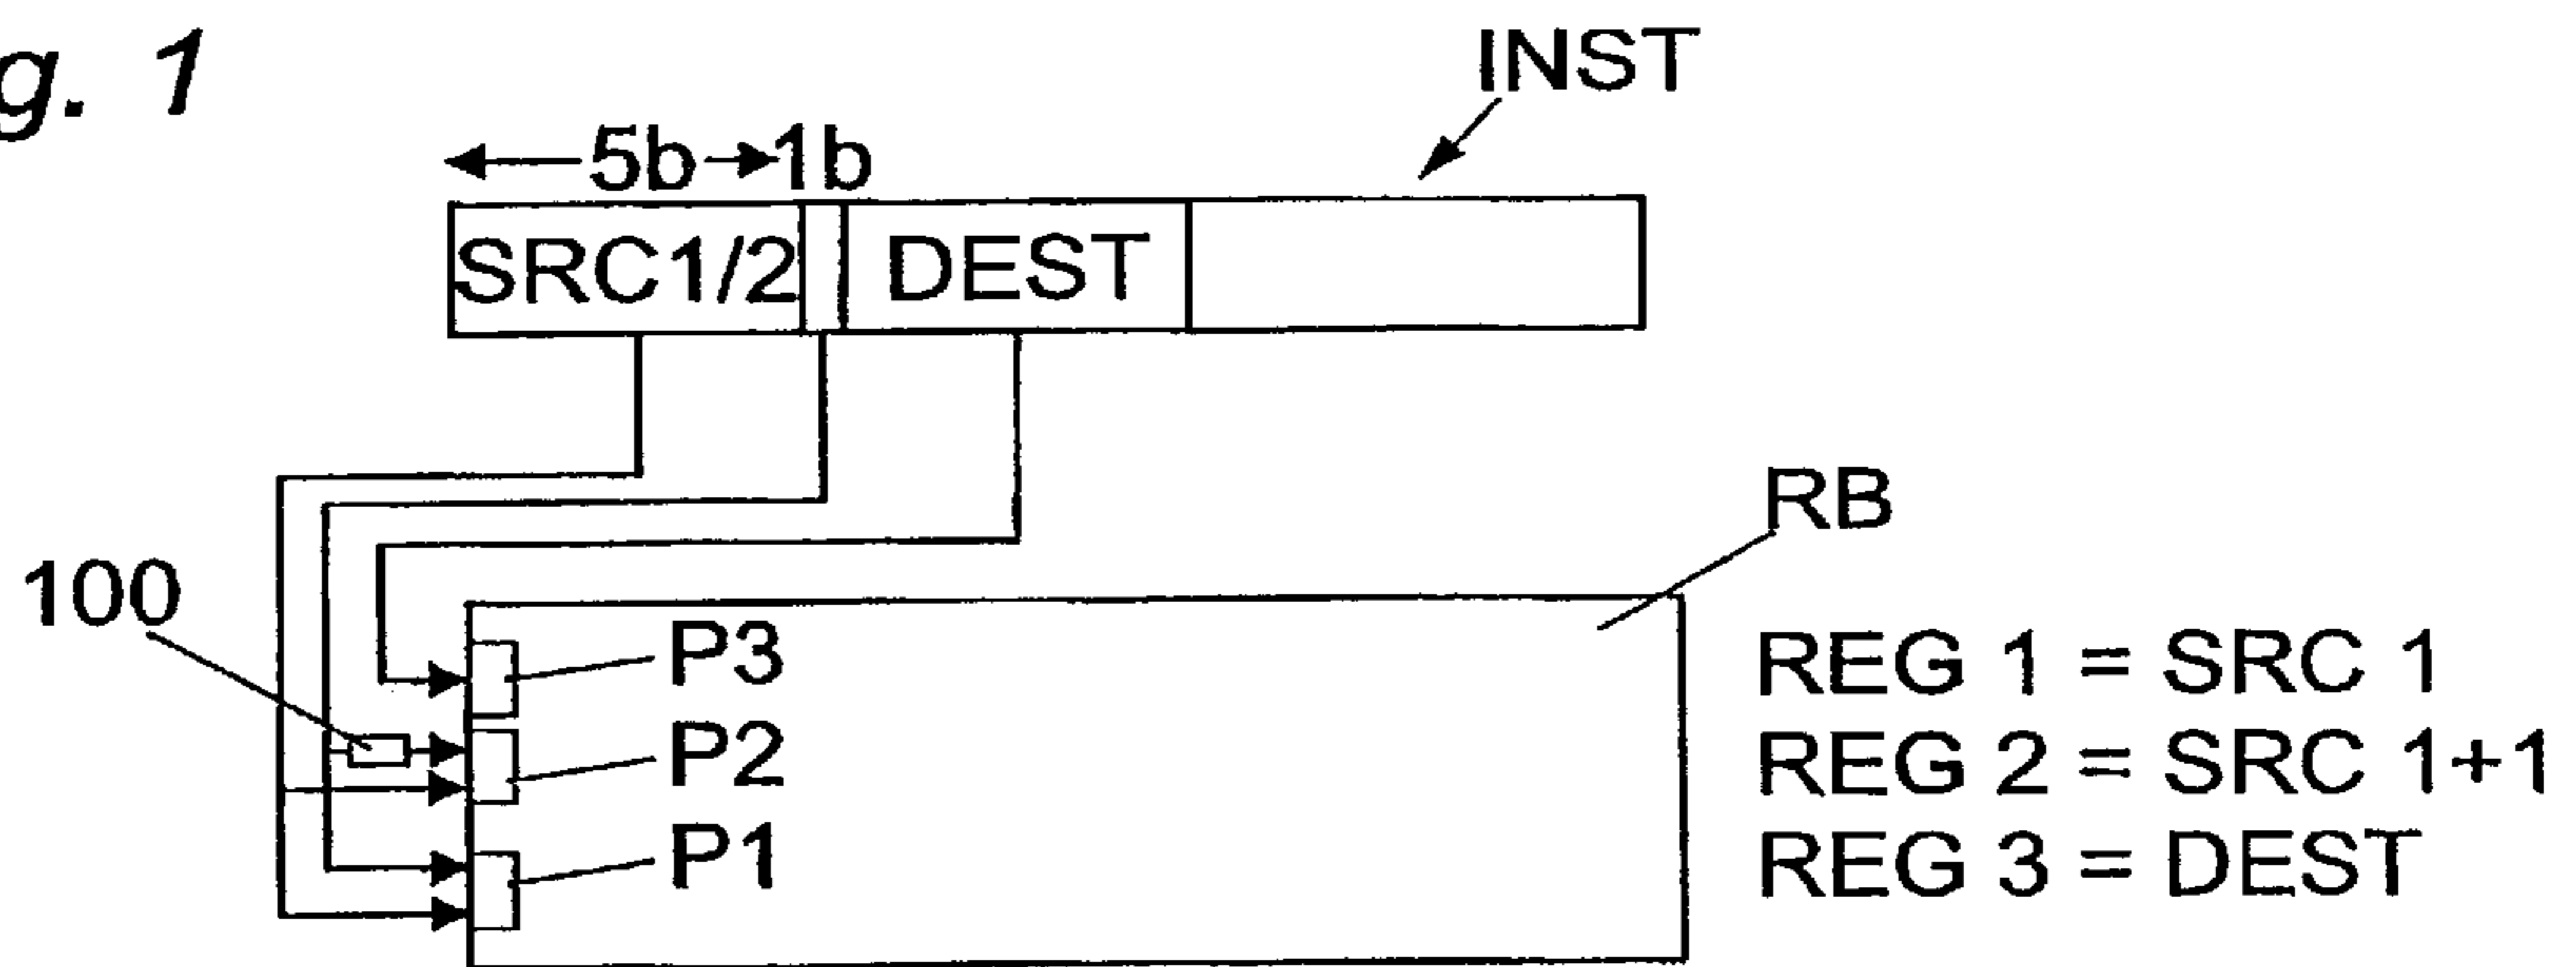 g. 1
INST
5b 1b
SRC1/2 DEST
RB
100
P3
P2
P1
REG 1 = SRC 1
REG 2 = SRC 1+1
REG 3 = DEST